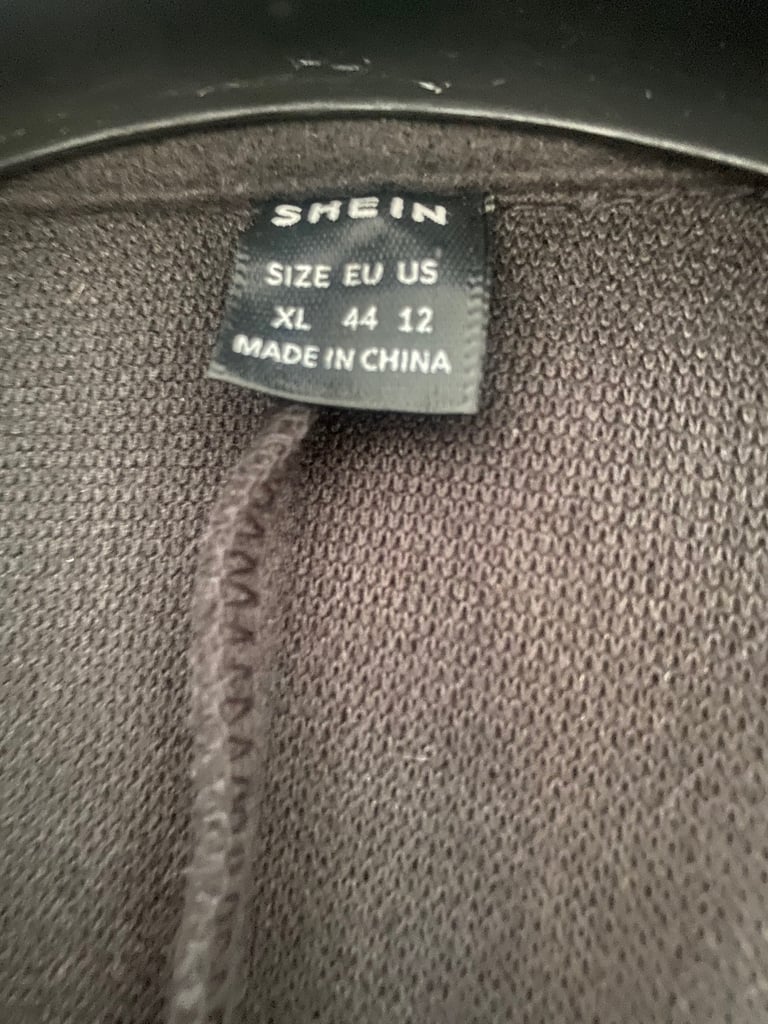 SHEIN
SIZE EU US
XL 44 12
MADE IN CHINA